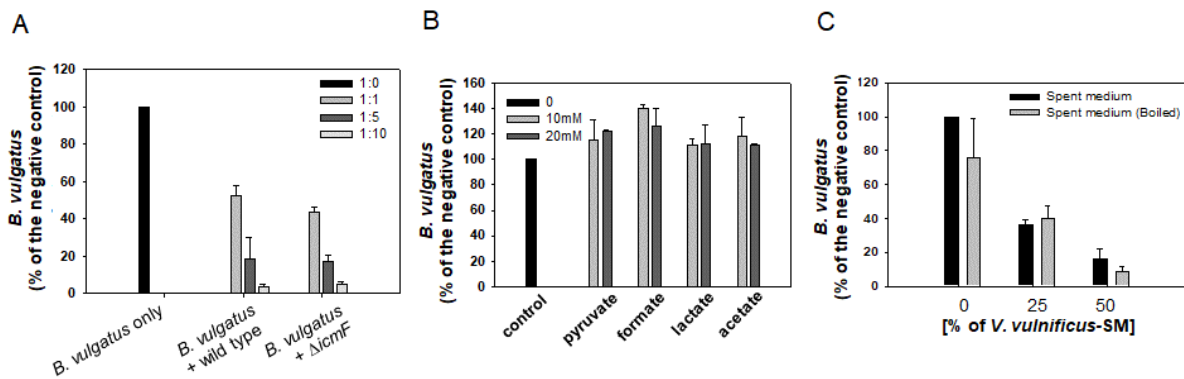 A
B. vulgatus
(% of the negative control)
120
100
80
60
40
20
0
1:0
1:1
1:5
1:10
B. vulgatus only
B. vulgatus
+ wild type
B. vulgatus
+ ΔicmF
B
B. vulgatus
(% of the negative control)
160
140
120
100
80
60
40
20
0
0
10mM
20mM
control
pyruvate
formate
lactate
acetate
C
B. vulgatus
(% of the negative control)
120
100
80
60
40
20
0
Spent medium
Spent medium (Boiled)
0 25 50
[% of V. vulnificus-SM]